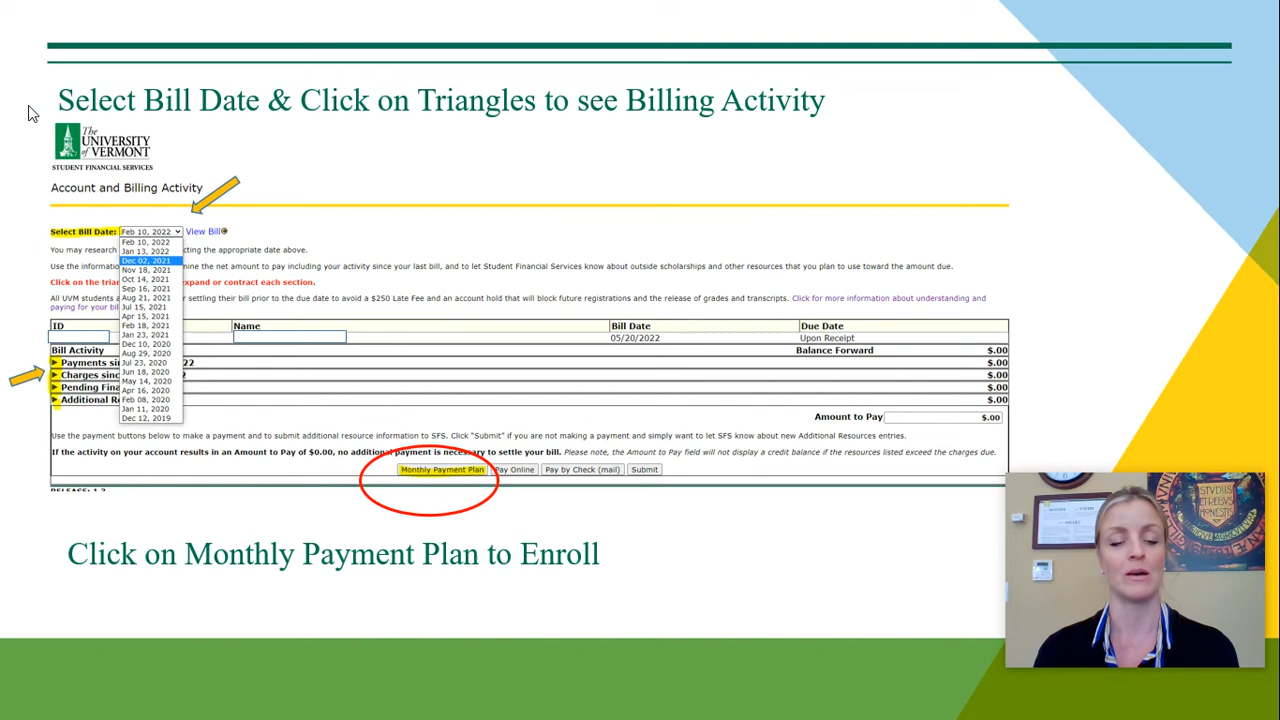 Select Bill Date & Click on Triangles to see Billing Activity
The
UNIVERSITY
of VERMONT
STUDENT FINANCIAL SERVICES
Account and Billing Activity
Select Bill Date: Feb 10, 2022 View Bill
Feb 10, 2022
Jan 13, 2022
Dec 02, 2021
Nov 18, 2021
Oct 14, 2021
Sep 16, 2021
Aug 21, 2021
Jul 15, 2021
Apr 15, 2021
Feb 18, 2021
Jan 23, 2021
Dec 10, 2020
Aug 29, 2020
Jul 23, 2020
Jun 18, 2020
May 14, 2020
Apr 16, 2020
Feb 08, 2020
Jan 11, 2020
Dec 12, 2019
You may research cting the appropriate date above.
Use the informatio mine the net amount to pay including your activity since your last bill, and to let Student Financial Services know about outside scholarships and other resources that you plan to use toward the amount due.
Click on the trian expand or contract each section.
All UVM students a for settling their bill prior to the due date to avoid a $250 Late Fee and an account hold that will block future registrations and the release of grades and transcripts. Click for more information about understanding and
paying for your bil
ID Name Bill Date Due Date
05/20/2022 Upon Receipt
Bill Activity Balance Forward $.00
Payments sin 22 $.00
Charges sinc 2 $.00
Pending Fina $.00
Additional Re $.00
Amount to Pay $.00
Use the payment buttons below to make a payment and to submit additional resource information to SFS. Click "Submit" if you are not making a payment and simply want to let SFS know about new Additional Resources entries.
If the activity on your account results in an Amount to Pay of $0.00, no additional payment is necessary to settle your bill. Please note, the Amount to Pay field will not display a credit balance if the resources listed exceed the charges due.
Monthly Payment Plan Pay Online Pay by Check (mail) Submit
Click on Monthly Payment Plan to Enroll
VALUES
STVDIIS
ET REBVS
HONESTIS